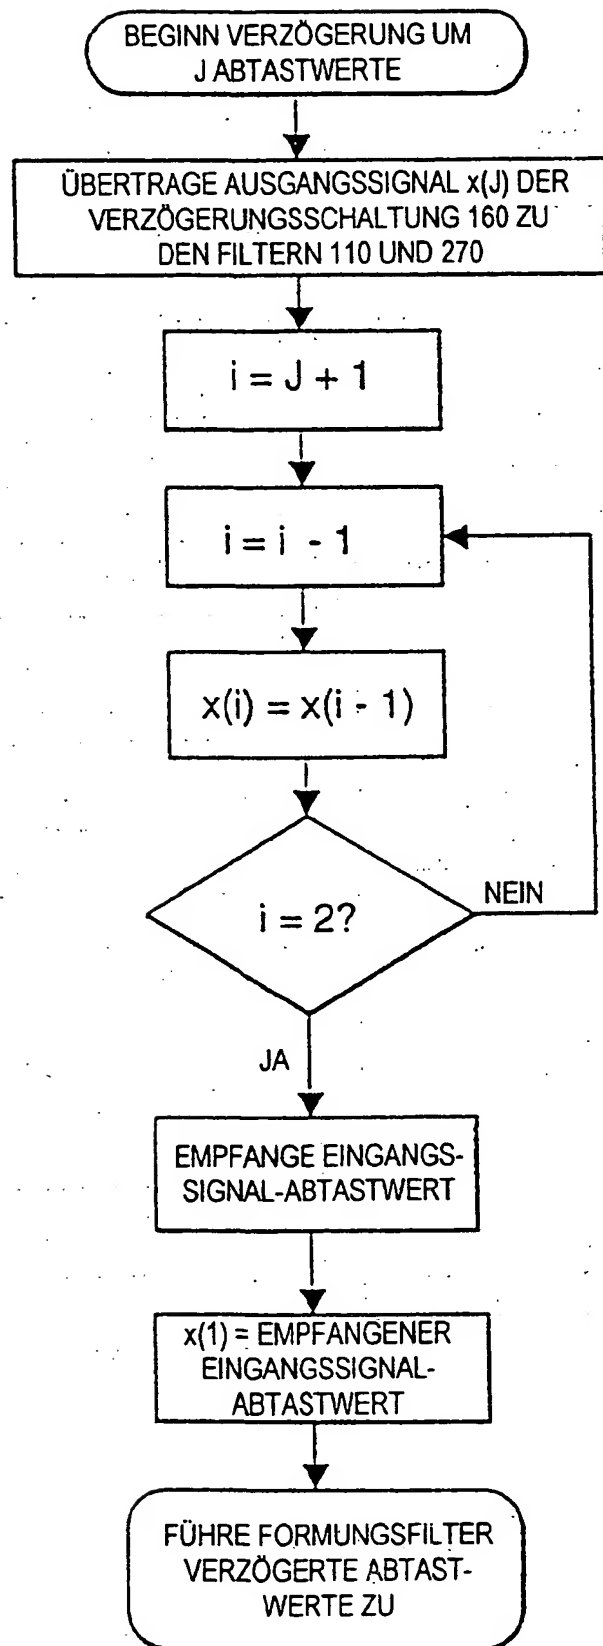 BEGINN VERZÖGERUNG UM
J ABTASTWERTE
ÜBERTRAGE AUSGANGSSIGNAL x(J) DER
VERZÖGERUNGSSCHALTUNG 160 ZU
DEN FILTERN 110 UND 270
i = J + 1
i = i - 1
x(i) = x(i - 1)
i = 2?
NEIN
JA
EMPFANGE EINGANGS-
SIGNAL-ABTASTWERT
x(1) = EMPFANGENER
EINGANGSSIGNAL-
ABTASTWERT
FÜHRE FORMUNGSFILTER
VERZÖGERTE ABTAST-
WERTE ZU